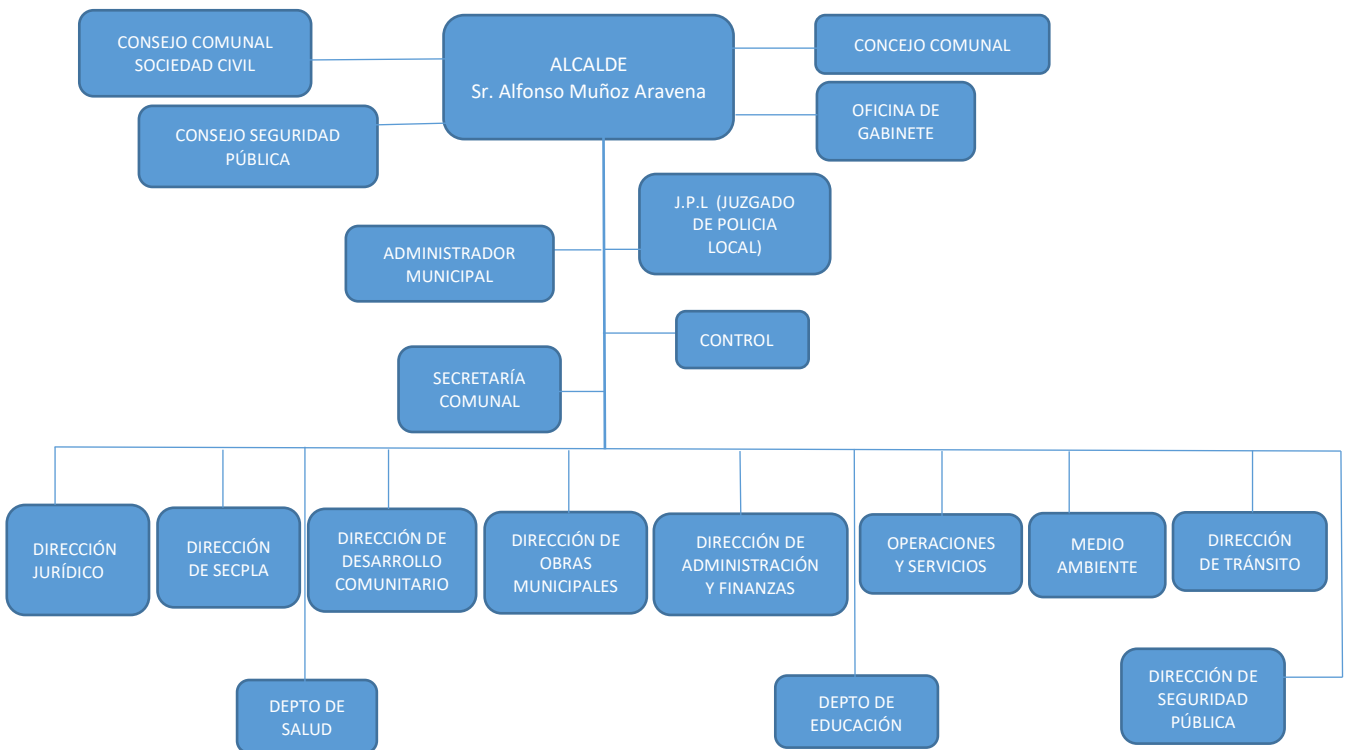 CONSEJO COMUNAL
SOCIEDAD CIVIL
ALCALDE
Sr. Alfonso Muñoz Aravena
CONCEJO COMUNAL
CONSEJO SEGURIDAD
PÚBLICA
OFICINA DE
GABINETE
J.P.L (JUZGADO
DE POLICIA
LOCAL)
ADMINISTRADOR
MUNICIPAL
CONTROL
SECRETARÍA
COMUNAL
DIRECCIÓN
JURÍDICO
DIRECCIÓN
DE SECPLA
DIRECCIÓN DE
DESARROLLO
COMUNITARIO
DIRECCIÓN DE
OBRAS
MUNICIPALES
DIRECCIÓN DE
ADMINISTRACIÓN
Y FINANZAS
OPERACIONES
Y SERVICIOS
MEDIO
AMBIENTE
DIRECCIÓN
DE TRÁNSITO
DEPTO DE
SALUD
DEPTO DE
EDUCACIÓN
DIRECCIÓN DE
SEGURIDAD
PÚBLICA